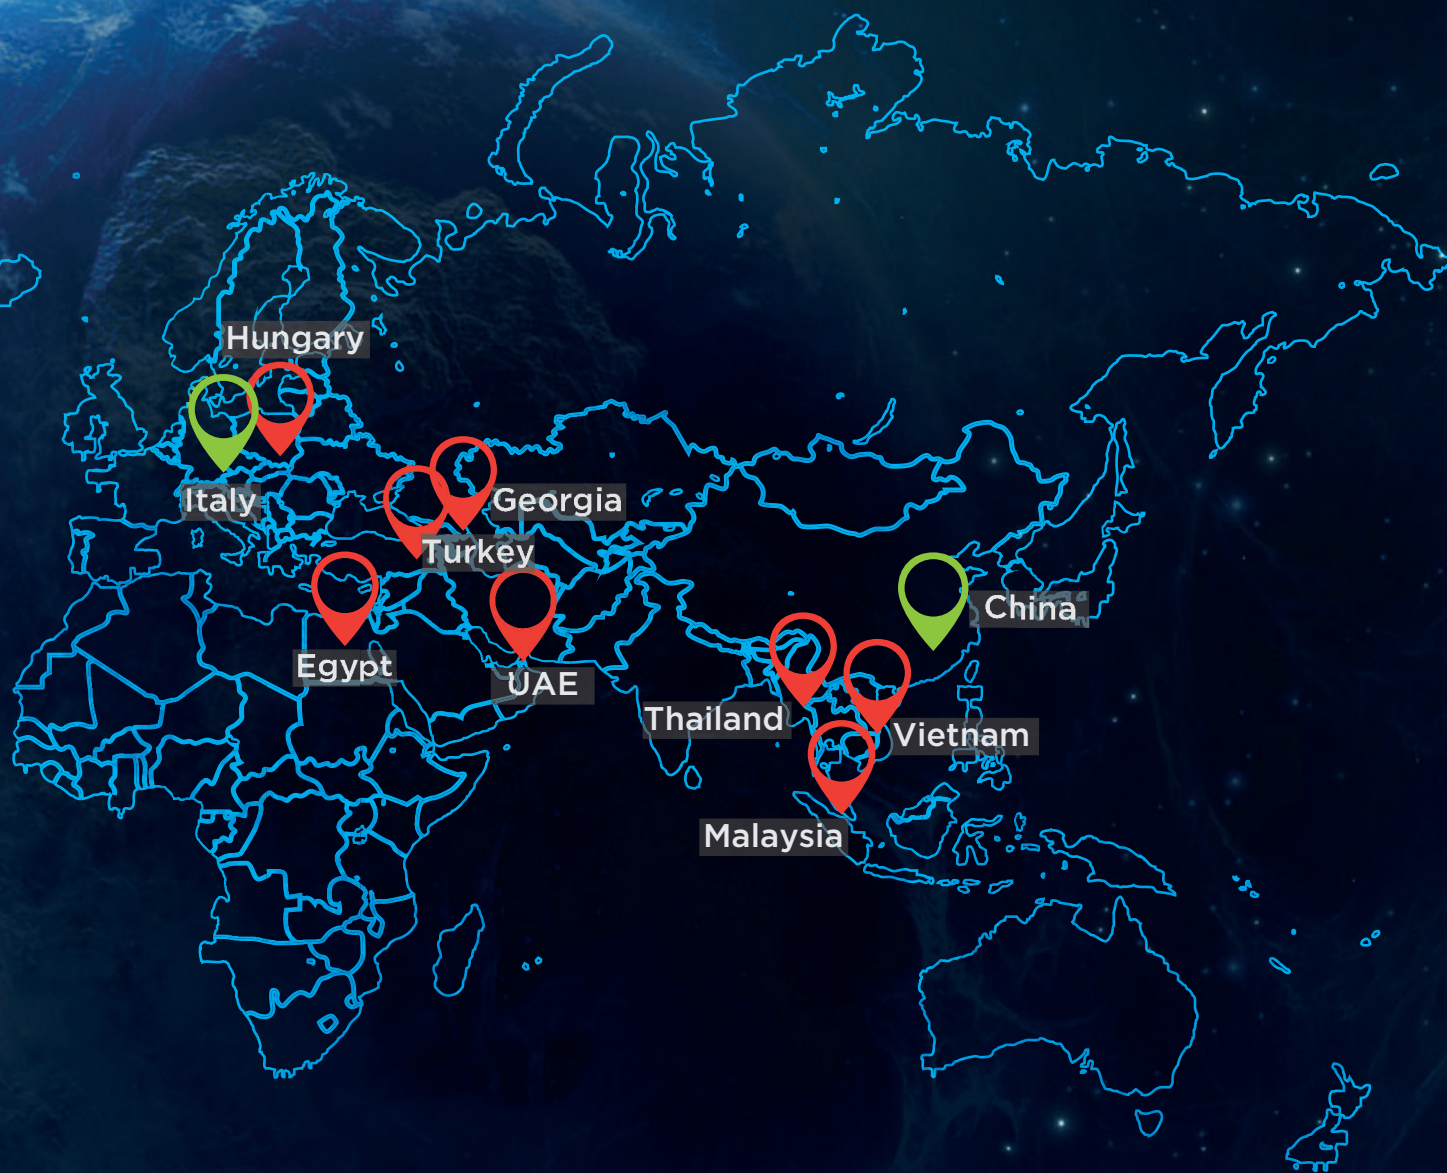 Hungary
Italy
Georgia
Turkey
China
Egypt
UAE
Thailand
Vietnam
Malaysia